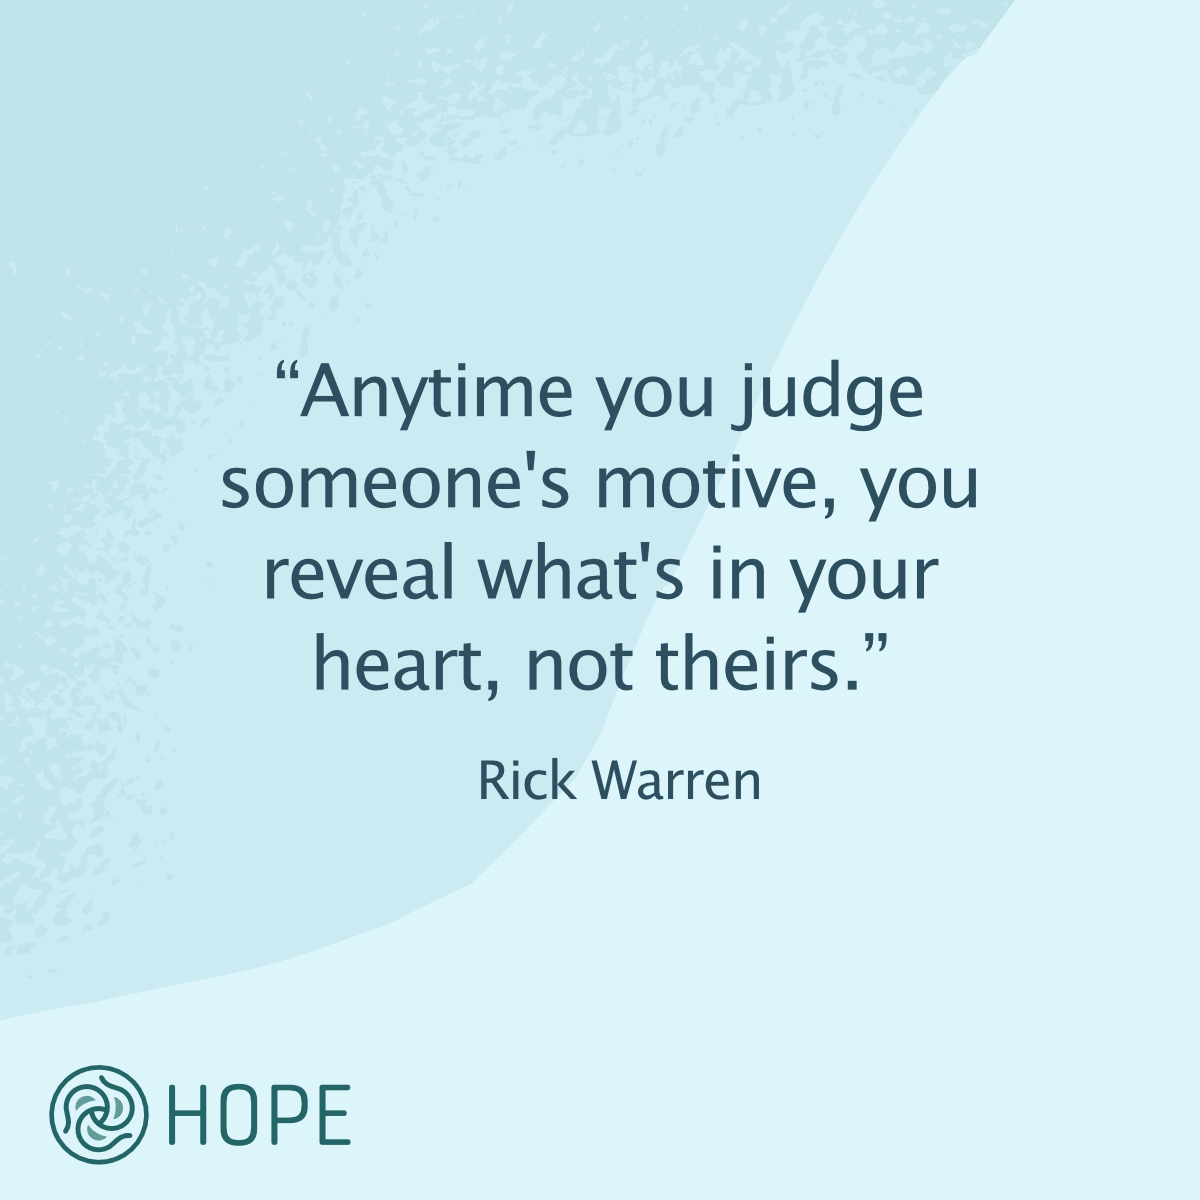 “Anytime you judge
someone's motive, you
reveal what's in your
heart, not theirs.”
Rick Warren
HOPE